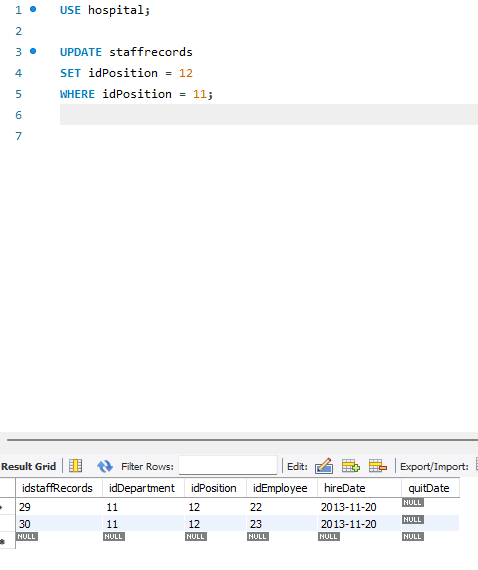 1 USE hospital;
2
3 UPDATE staffrecords
4 SET idPosition = 12
5 WHERE idPosition = 11;
6
7
Result Grid Filter Rows: Edit: Export/Import:
idstaffRecords idDepartment idPosition idEmployee hireDate quitDate
29 11 12 22 2013-11-20 NULL
30 11 12 23 2013-11-20 NULL
NULL NULL NULL NULL NULL NULL